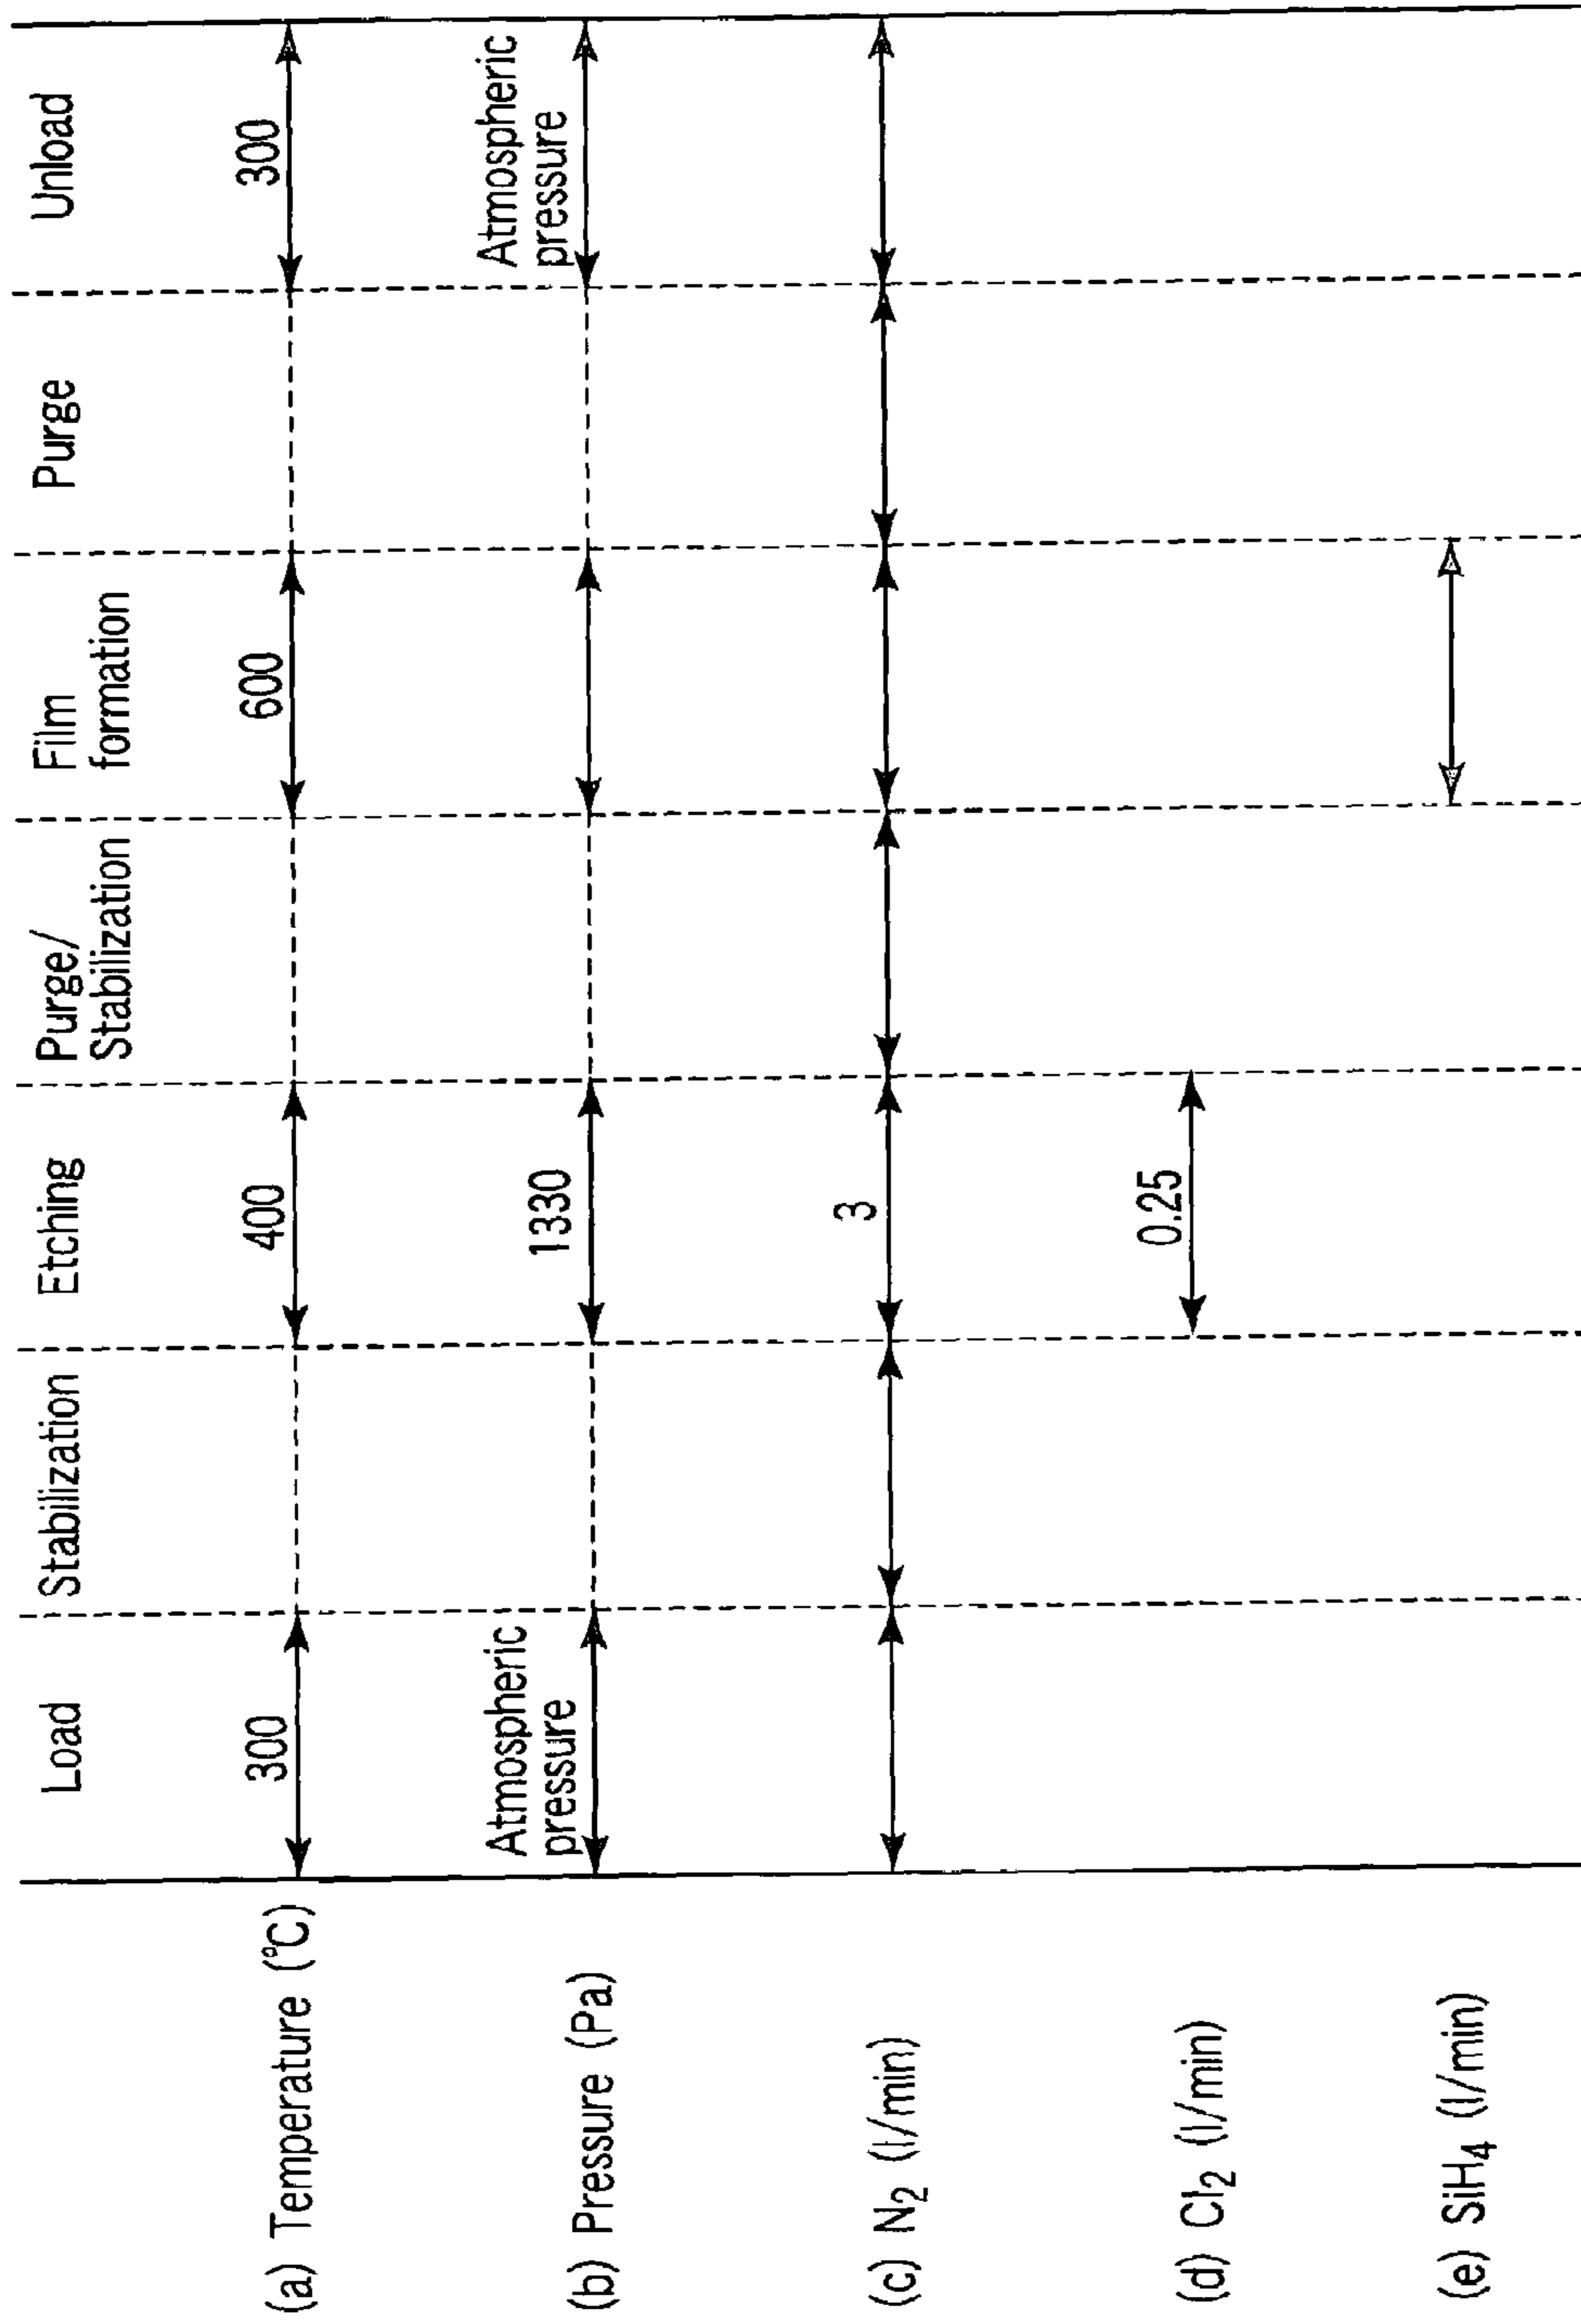 Load
Stabilization
Etching
Purge/
Stabilization
Film
formation
Purge
Unload
(a) Temperature (°C)
300
400
600
300
(b) Pressure (Pa)
Atmospheric
pressure
1330
Atmospheric
pressure
(c) N₂ (l/min)
3
(d) Cl₂ (l/min)
0.25
(e) SiH₄ (l/min)